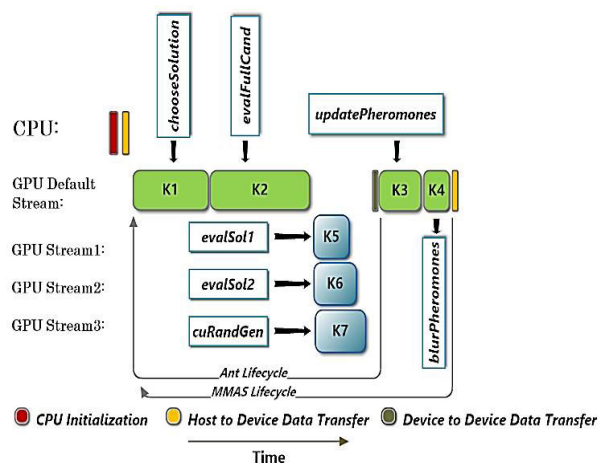 chooseSolution
evalFullCand
updatePheromones
CPU:
GPU Default
Stream:
K1
K2
K3
K4
GPU Stream1:
evalSol1
K5
GPU Stream2:
evalSol2
K6
GPU Stream3:
cuRandGen
K7
blurPheromones
Ant Lifecycle
MMAS Lifecycle
CPU Initialization
Host to Device Data Transfer
Device to Device Data Transfer
Time